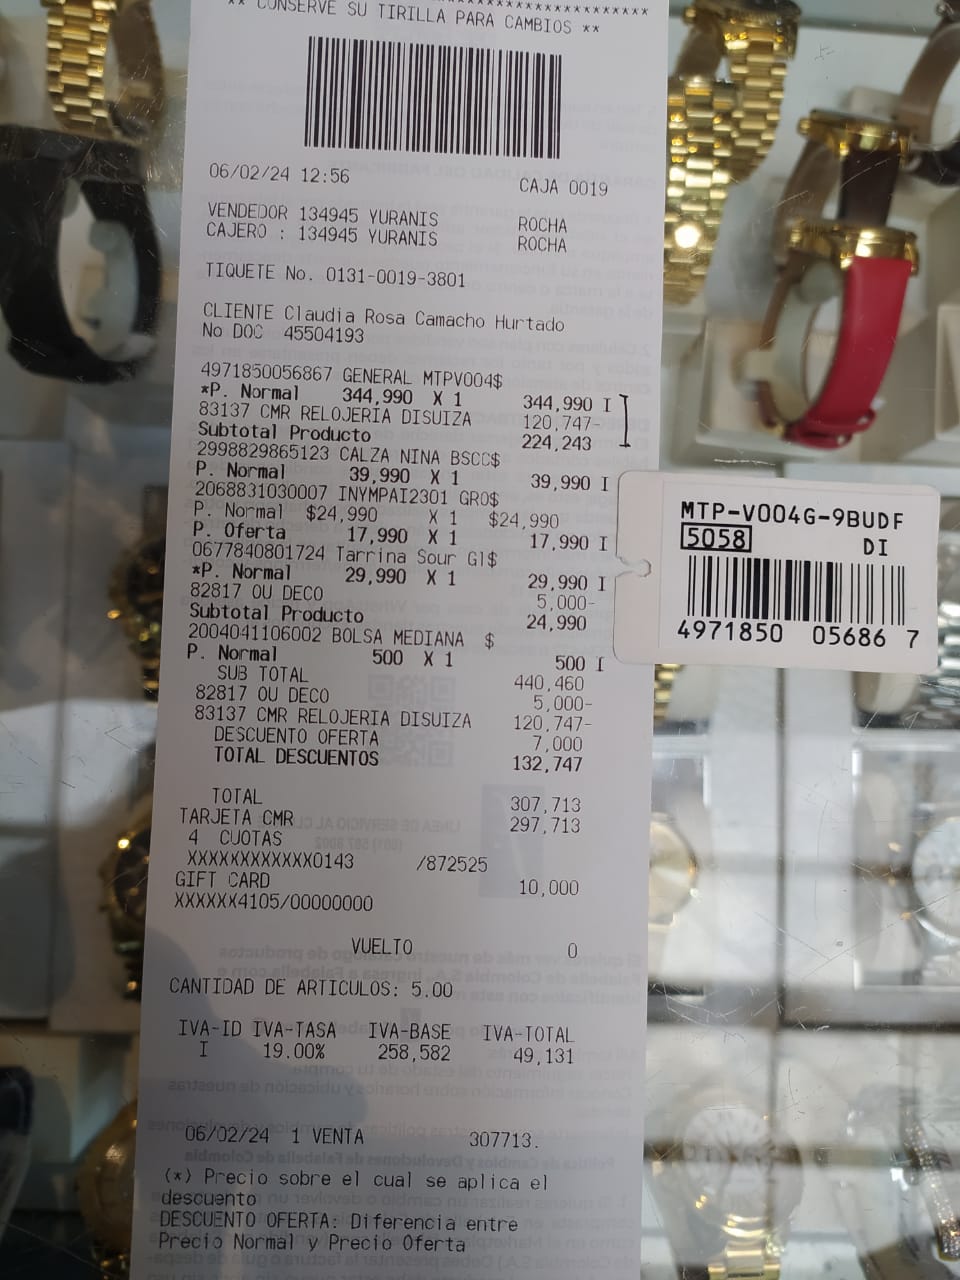 ** CONSERVE SU TIRILLA PARA CAMBIOS **
06/02/24 12:56 CAJA 0019
VENDEDOR 134945 YURANIS ROCHA
CAJERO : 134945 YURANIS ROCHA
TIQUETE No. 0131-0019-3801
CLIENTE Claudia Rosa Camacho Hurtado
No DOC 45504193
4971850056867 GENERAL MTPV004$
*P. Normal 344,990 X 1 344,990 I
83137 CMR RELOJERIA DISUIZA 120,747-
Subtotal Producto 224,243
2998829865123 CALZA NINA BSCC$
P. Normal 39,990 X 1 39,990 I
2068831030007 INYMPAI2301 GRO$
P. Normal $24,990 X 1 $24,990
P. Oferta 17,990 X 1 17,990 I
0677840801724 Tarrina Sour Gl$
*P. Normal 29,990 X 1 29,990 I
82817 OU DECO 5,000-
Subtotal Producto 24,990
2004041106002 BOLSA MEDIANA $
P. Normal 500 X 1 500 I
SUB TOTAL 440,460
82817 OU DECO 5,000-
83137 CMR RELOJERIA DISUIZA 120,747-
DESCUENTO OFERTA 7,000
TOTAL DESCUENTOS 132,747
TOTAL 307,713
TARJETA CMR 297,713
4 CUOTAS
XXXXXXXXXXXX0143 /872525
GIFT CARD 10,000
XXXXXX4105/00000000
VUELTO 0
CANTIDAD DE ARTICULOS: 5.00
IVA-ID IVA-TASA IVA-BASE IVA-TOTAL
I 19.00% 258,582 49,131
06/02/24 1 VENTA 307713.
(*) Precio sobre el cual se aplica el
descuento
DESCUENTO OFERTA: Diferencia entre
Precio Normal y Precio Oferta
MTP-V004G-9BUDF
5058 DI
4971850 05686 7